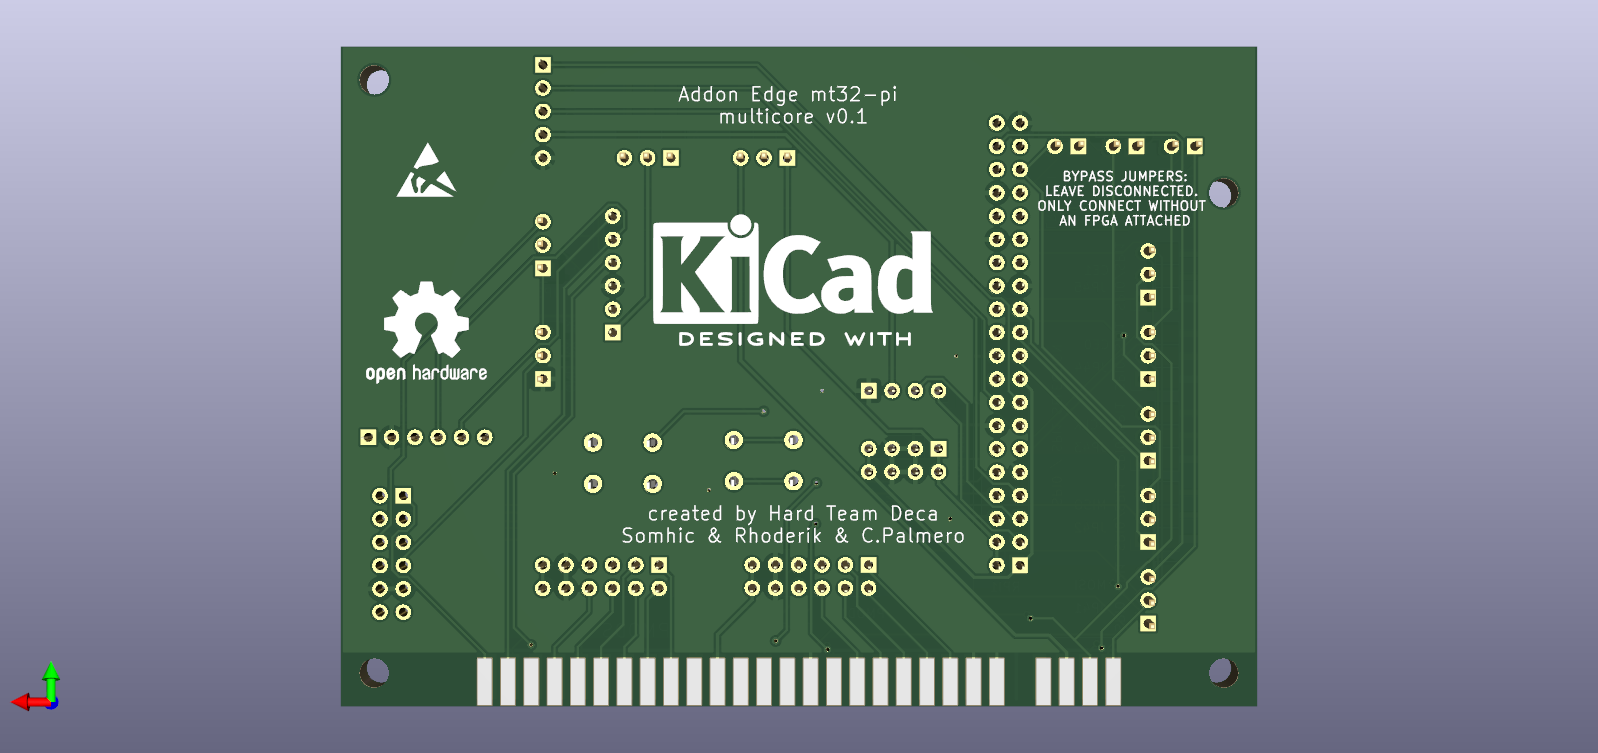 Addon Edge mt32-pi
multicore v0.1
BYPASS JUMPERS:
LEAVE DISCONNECTED.
ONLY CONNECT WITHOUT
AN FPGA ATTACHED
KiCad
DESIGNED WITH
open hardware
created by Hard Team Deca
Somhic & Rhoderik & C.Palmero